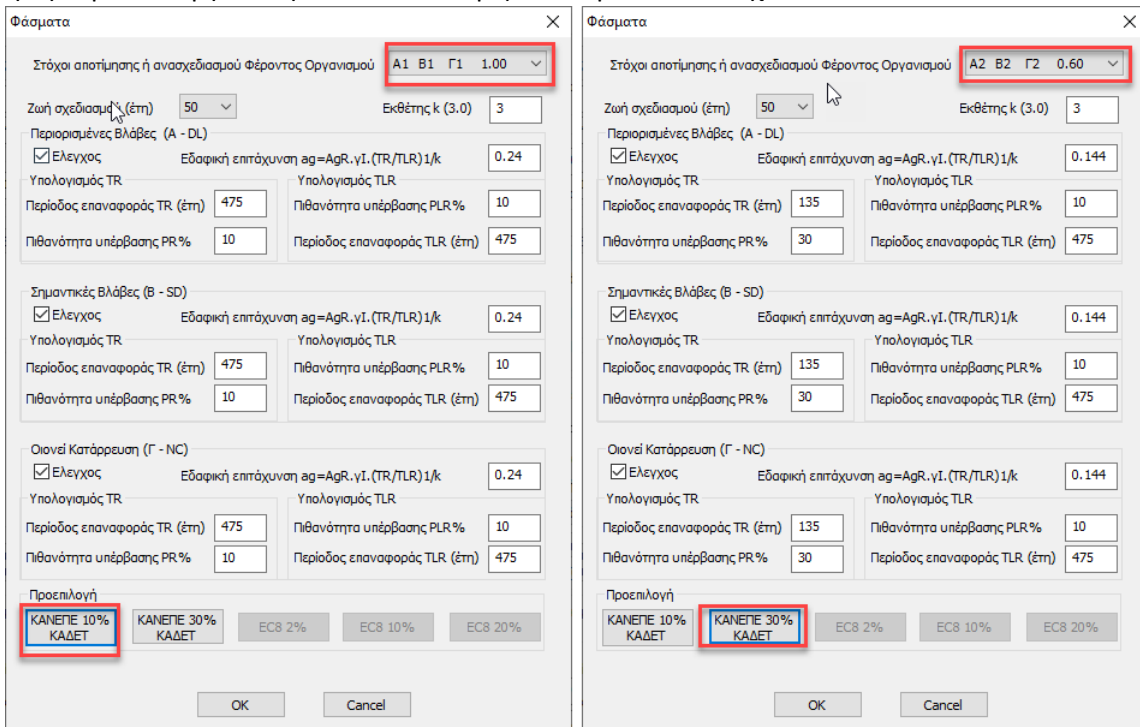 Φάσματα
Στόχοι αποτίμησης ή ανασχεδιασμού Φέροντος Οργανισμού A1 B1 Γ1 1.00
Ζωή σχεδιασμού (έτη) 50 Εκθέτης k (3.0) 3
Περιορισμένες Βλάβες (A - DL)
Ελεγχος Εδαφική επιτάχυνση ag=AgR.γI.(TR/TLR)1/k 0.24
Υπολογισμός TR Υπολογισμός TLR
Περίοδος επαναφοράς TR (έτη) 475 Πιθανότητα υπέρβασης PLR% 10
Πιθανότητα υπέρβασης PR% 10 Περίοδος επαναφοράς TLR (έτη) 475
Σημαντικές Βλάβες (B - SD)
Ελεγχος Εδαφική επιτάχυνση ag=AgR.γI.(TR/TLR)1/k 0.24
Υπολογισμός TR Υπολογισμός TLR
Περίοδος επαναφοράς TR (έτη) 475 Πιθανότητα υπέρβασης PLR% 10
Πιθανότητα υπέρβασης PR% 10 Περίοδος επαναφοράς TLR (έτη) 475
Οιονεί Κατάρρευση (Γ - NC)
Ελεγχος Εδαφική επιτάχυνση ag=AgR.γI.(TR/TLR)1/k 0.24
Υπολογισμός TR Υπολογισμός TLR
Περίοδος επαναφοράς TR (έτη) 475 Πιθανότητα υπέρβασης PLR% 10
Πιθανότητα υπέρβασης PR% 10 Περίοδος επαναφοράς TLR (έτη) 475
Προεπιλογή
ΚΑΝΕΠΕ 10% ΚΑΝΕΠΕ 30% EC8 2% EC8 10% EC8 20%
ΚΑΔΕΤ ΚΑΔΕΤ
OK Cancel
Φάσματα
Στόχοι αποτίμησης ή ανασχεδιασμού Φέροντος Οργανισμού A2 B2 Γ2 0.60
Ζωή σχεδιασμού (έτη) 50 Εκθέτης k (3.0) 3
Περιορισμένες Βλάβες (A - DL)
Ελεγχος Εδαφική επιτάχυνση ag=AgR.γI.(TR/TLR)1/k 0.144
Υπολογισμός TR Υπολογισμός TLR
Περίοδος επαναφοράς TR (έτη) 135 Πιθανότητα υπέρβασης PLR% 10
Πιθανότητα υπέρβασης PR% 30 Περίοδος επαναφοράς TLR (έτη) 475
Σημαντικές Βλάβες (B - SD)
Ελεγχος Εδαφική επιτάχυνση ag=AgR.γI.(TR/TLR)1/k 0.144
Υπολογισμός TR Υπολογισμός TLR
Περίοδος επαναφοράς TR (έτη) 135 Πιθανότητα υπέρβασης PLR% 10
Πιθανότητα υπέρβασης PR% 30 Περίοδος επαναφοράς TLR (έτη) 475
Οιονεί Κατάρρευση (Γ - NC)
Ελεγχος Εδαφική επιτάχυνση ag=AgR.γI.(TR/TLR)1/k 0.144
Υπολογισμός TR Υπολογισμός TLR
Περίοδος επαναφοράς TR (έτη) 135 Πιθανότητα υπέρβασης PLR% 10
Πιθανότητα υπέρβασης PR% 30 Περίοδος επαναφοράς TLR (έτη) 475
Προεπιλογή
ΚΑΝΕΠΕ 10% ΚΑΝΕΠΕ 30% EC8 2% EC8 10% EC8 20%
ΚΑΔΕΤ ΚΑΔΕΤ
OK Cancel